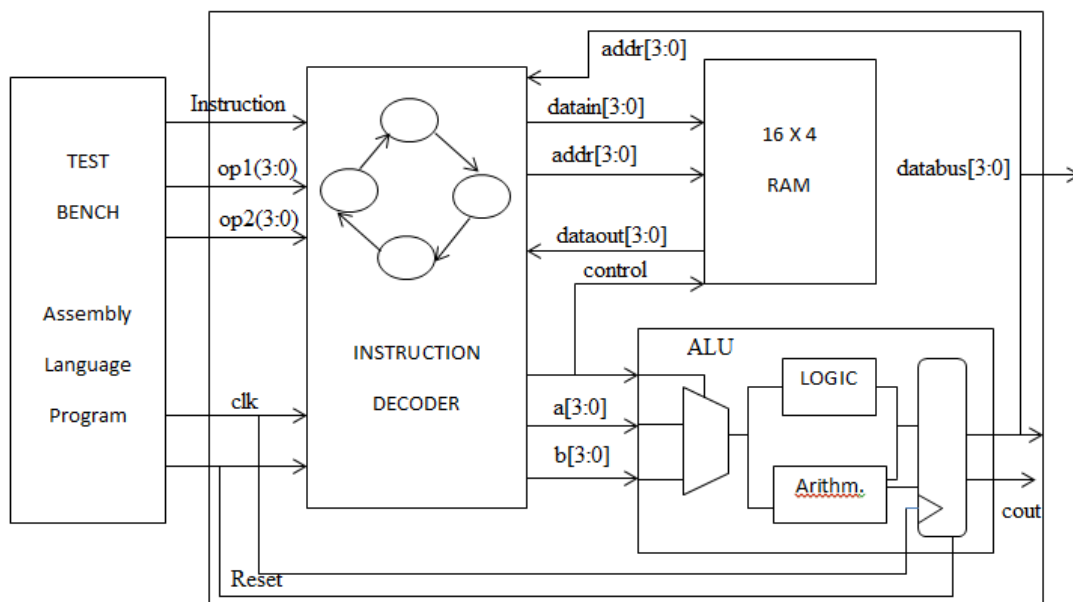 TEST
BENCH
Assembly
Language
Program
Instruction
op1(3:0)
op2(3:0)
clk
Reset
INSTRUCTION
DECODER
addr[3:0]
datain[3:0]
addr[3:0]
dataout[3:0]
control
a[3:0]
b[3:0]
16 X 4
RAM
databus[3:0]
ALU
LOGIC
Arithm.
cout